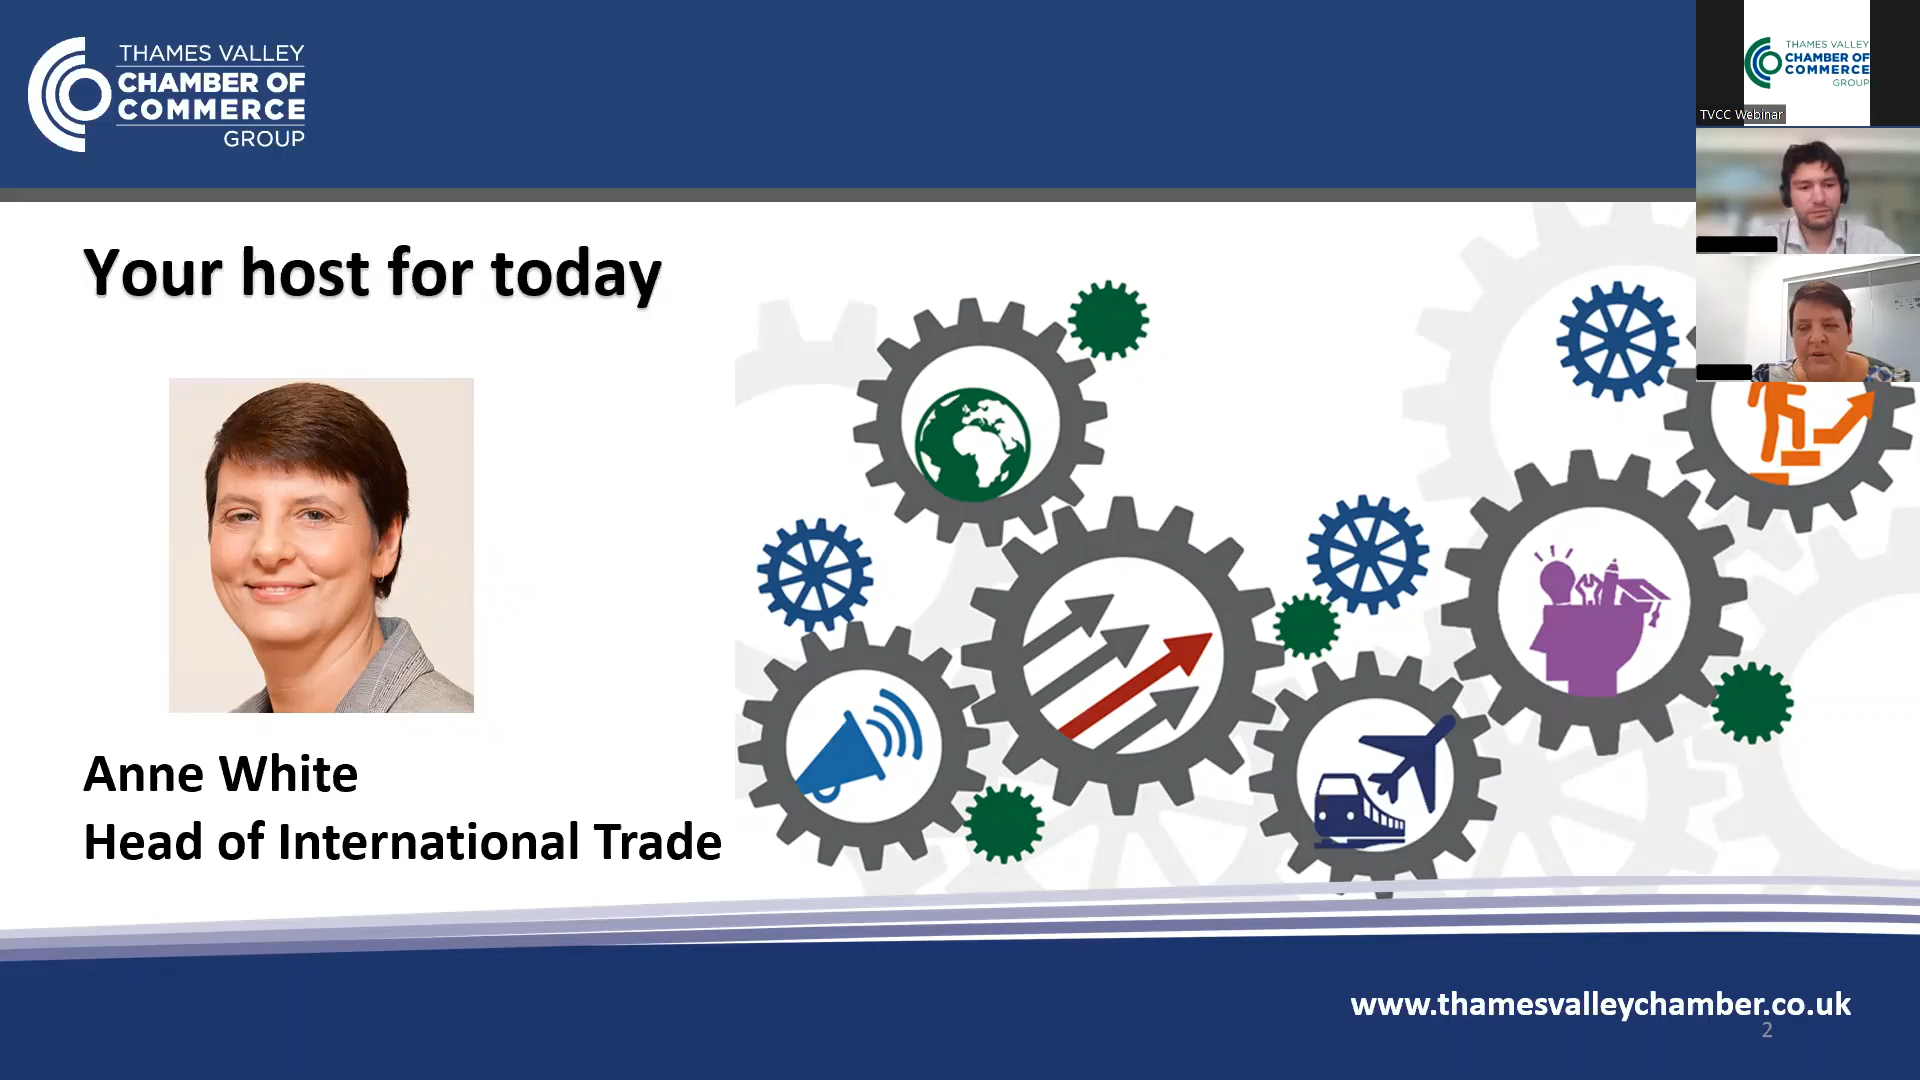 THAMES VALLEY
CHAMBER OF
COMMERCE
GROUP
THAMES VALLEY
CHAMBER OF
COMMERCE
GROUP
TVCC Webinar
Your host for today
Anne White
Head of International Trade
www.thamesvalleychamber.co.uk
2